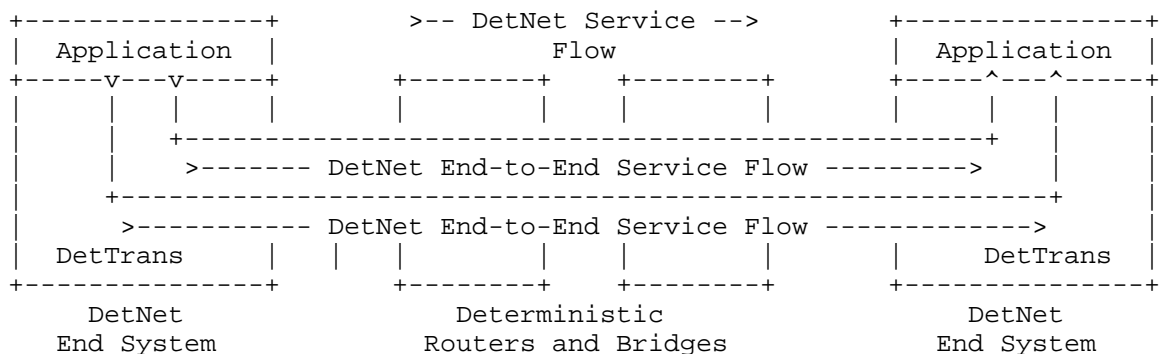 +---------------+        >-- DetNet Service -->        +---------------+
|  Application  |                 Flow                 |  Application  |
+-----v---v-----+       +--------+    +--------+       +-----^---^-----+
|     |   |     |       |        |    |        |       |     |   |     |
|     |   +--------------------------------------------------+   |     |
|     |    >------- DetNet End-to-End Service Flow --------->    |     |
|     +----------------------------------------------------------+     |
|      >----------- DetNet End-to-End Service Flow ------------->      |
|  DetTrans     |   |   |        |    |        |       |     DetTrans  |
+---------------+       +--------+    +--------+       +---------------+
DetNet                 Deterministic                 DetNet
End System             Routers and Bridges             End System